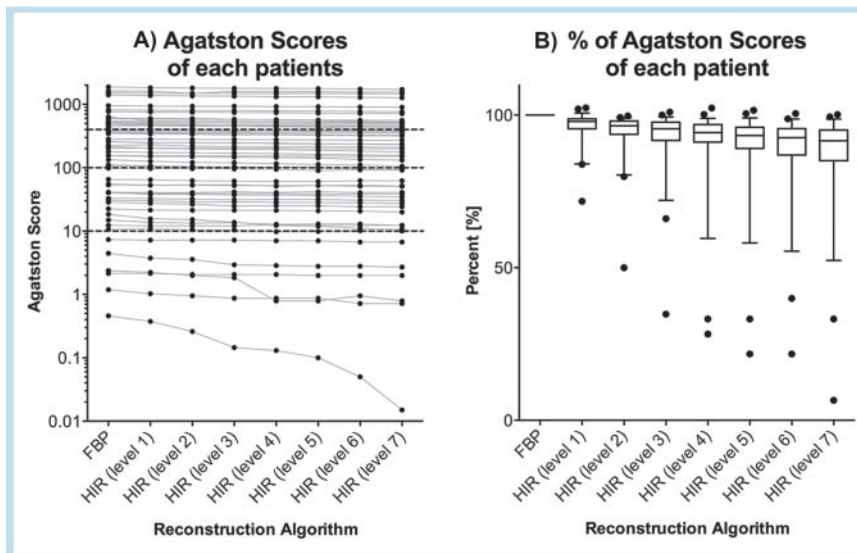 A) Agatston Scores
of each patients
Agatston Score
1000
100
10
1
0.1
0.01
FBP
HIR (level 1)
HIR (level 2)
HIR (level 3)
HIR (level 4)
HIR (level 5)
HIR (level 6)
HIR (level 7)
Reconstruction Algorithm
B) % of Agatston Scores
of each patient
Percent [%]
100
50
0
FBP
HIR (level 1)
HIR (level 2)
HIR (level 3)
HIR (level 4)
HIR (level 5)
HIR (level 6)
HIR (level 7)
Reconstruction Algorithm